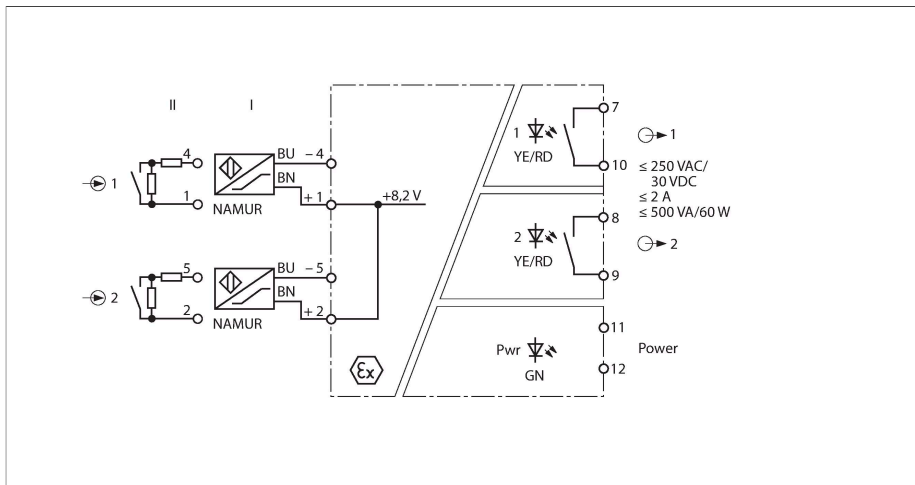 II I
4
BU – 4
BN
1
1
+ 1
NAMUR
+8,2 V
5
BU – 5
BN
2
2
+ 2
NAMUR
εx
1
YE/RD
7
10
1
≤ 250 VAC/
30 VDC
≤ 2 A
≤ 500 VA/60 W
2
YE/RD
8
9
2
Pwr
GN
11
12
Power